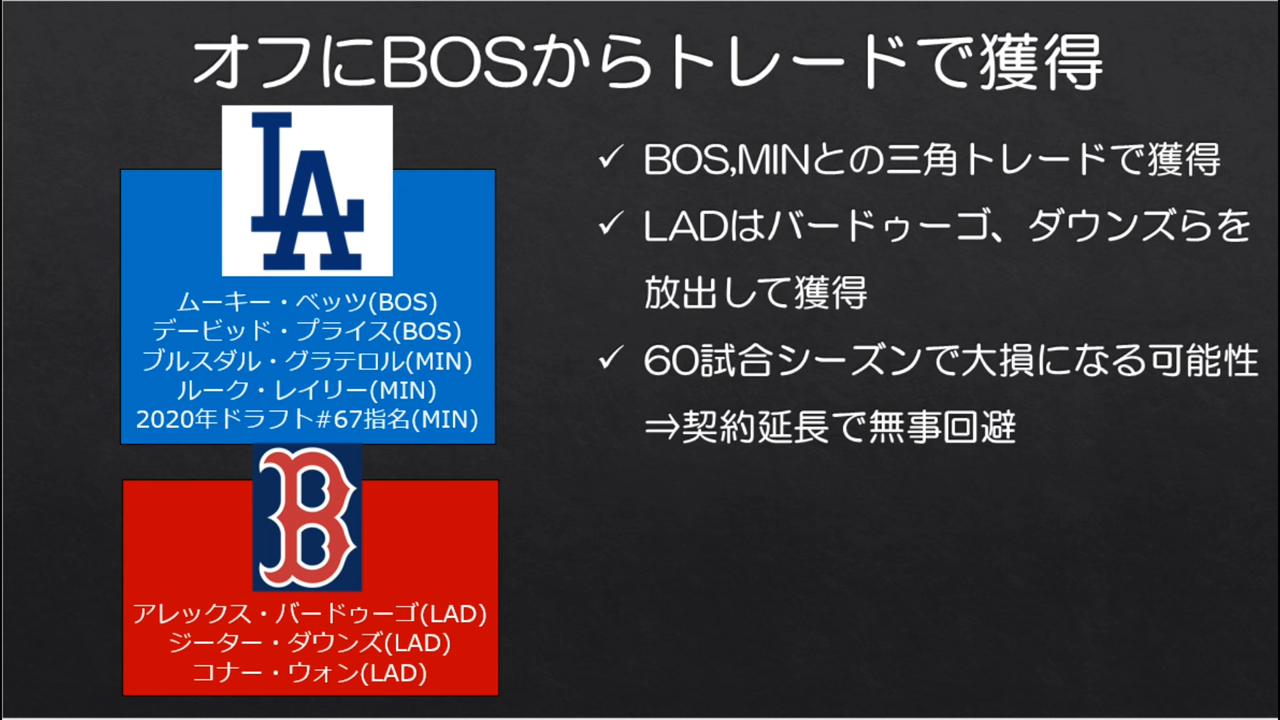 オフにBOSからトレードで獲得
LA
ムーキー・ベッツ(BOS)
デービッド・プライス(BOS)
ブルスダル・グラテロル(MIN)
ルーク・レイリー(MIN)
2020年ドラフト#67指名(MIN)
B
アレックス・バードゥーゴ(LAD)
ジーター・ダウンズ(LAD)
コナー・ウォン(LAD)
✓ BOS,MINとの三角トレードで獲得
✓ LADはバードゥーゴ、ダウンズらを
放出して獲得
✓ 60試合シーズンで大損になる可能性
⇒契約延長で無事回避